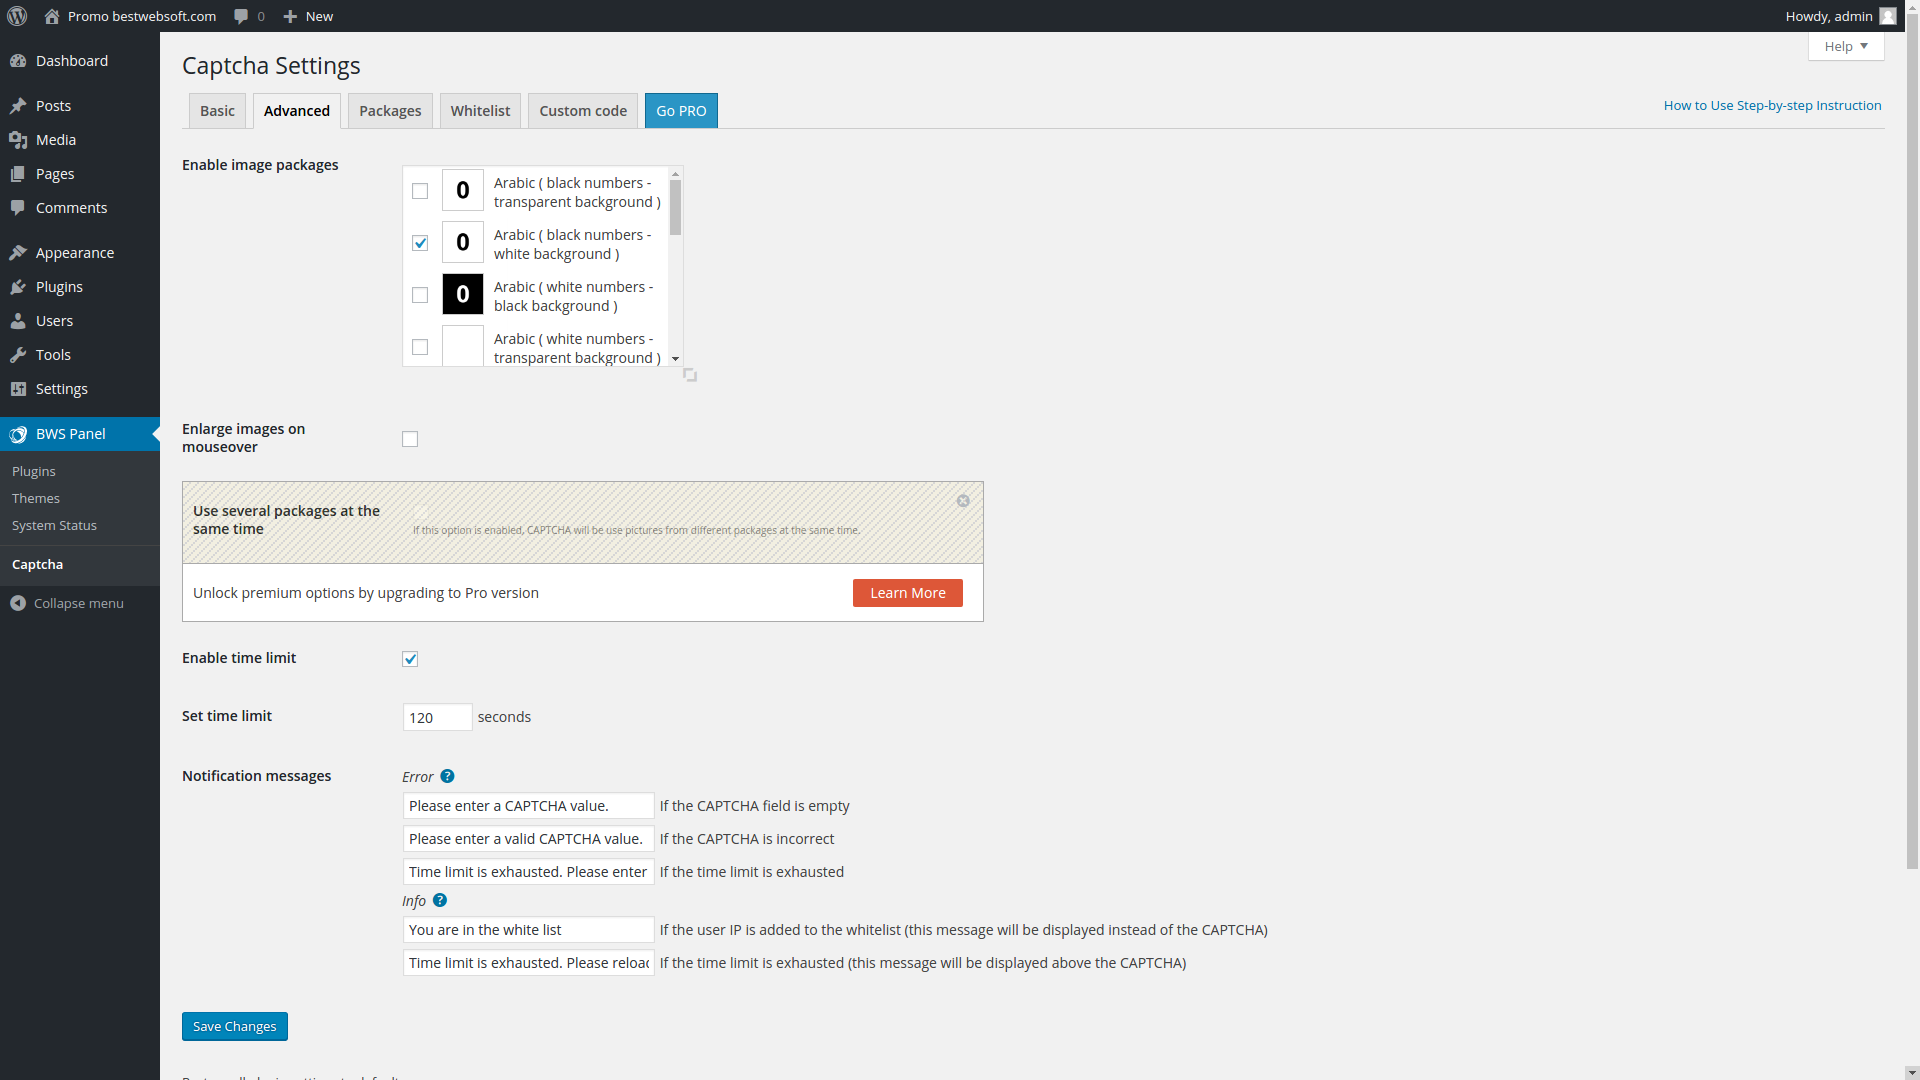 Promo bestwebsoft.com 0 New Howdy, admin
Help
Dashboard
Posts
Media
Pages
Comments
Appearance
Plugins
Users
Tools
Settings
BWS Panel
Plugins
Themes
System Status
Captcha
Collapse menu
Captcha Settings
Basic Advanced Packages Whitelist Custom code Go PRO
How to Use Step-by-step Instruction
Enable image packages
0 Arabic ( black numbers -
transparent background )
0 Arabic ( black numbers -
white background )
0 Arabic ( white numbers -
black background )
Arabic ( white numbers -
transparent background )
Enlarge images on
mouseover
Use several packages at the
same time
If this option is enabled, CAPTCHA will be use pictures from different packages at the same time.
Unlock premium options by upgrading to Pro version
Learn More
Enable time limit
Set time limit
120 seconds
Notification messages
Error ?
Please enter a CAPTCHA value. If the CAPTCHA field is empty
Please enter a valid CAPTCHA value. If the CAPTCHA is incorrect
Time limit is exhausted. Please enter If the time limit is exhausted
Info ?
You are in the white list If the user IP is added to the whitelist (this message will be displayed instead of the CAPTCHA)
Time limit is exhausted. Please reload If the time limit is exhausted (this message will be displayed above the CAPTCHA)
Save Changes